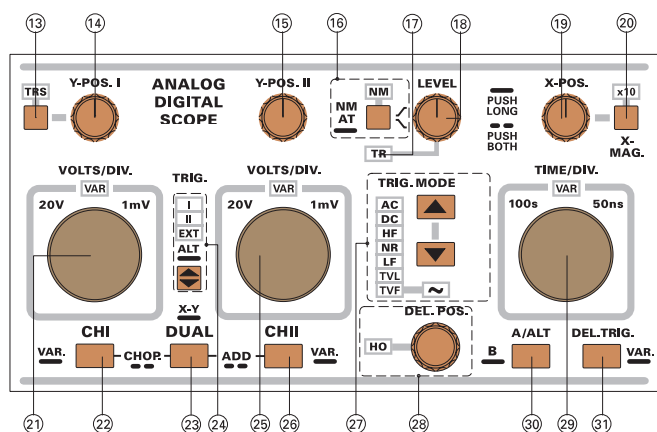 13 14 15 16 17 18 19 20
TRS
Y-POS. I
ANALOG
DIGITAL
SCOPE
Y-POS. II
NM
AT
NM
LEVEL
TR
PUSH
LONG
PUSH
BOTH
X-POS.
x10
X-
MAG.
VOLTS/DIV.
VAR
20V 1mV
TRIG.
I
II
EXT
ALT
VOLTS/DIV.
VAR
20V 1mV
TRIG. MODE
AC
DC
HF
NR
LF
TVL
TVF
~
TIME/DIV.
VAR
100s 50ns
X-Y
CHI
DUAL
CHII
VAR.
CHOP.
ADD
VAR.
DEL. POS.
HO
A/ALT
B
DEL.TRIG.
VAR.
21 22 23 24 25 26 27 28 30 29 31